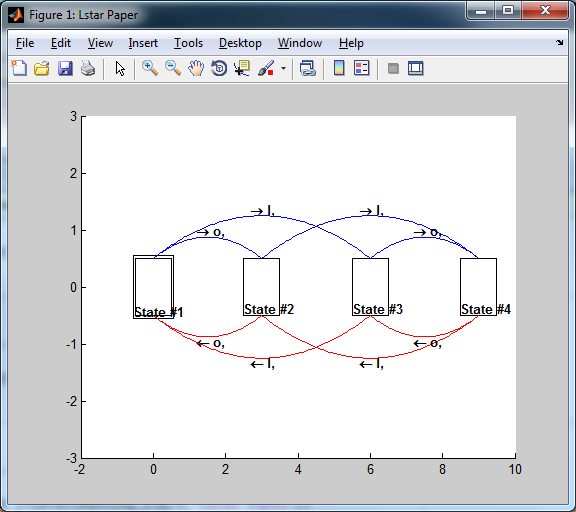 Figure 1: Lstar Paper
File Edit View Insert Tools Desktop Window Help
3
2
1
0
-1
-2
-3
→ I, → I,
→ o, → o,
State #1 State #2 State #3 State #4
← o, ← o,
← I, ← I,
-2 0 2 4 6 8 10